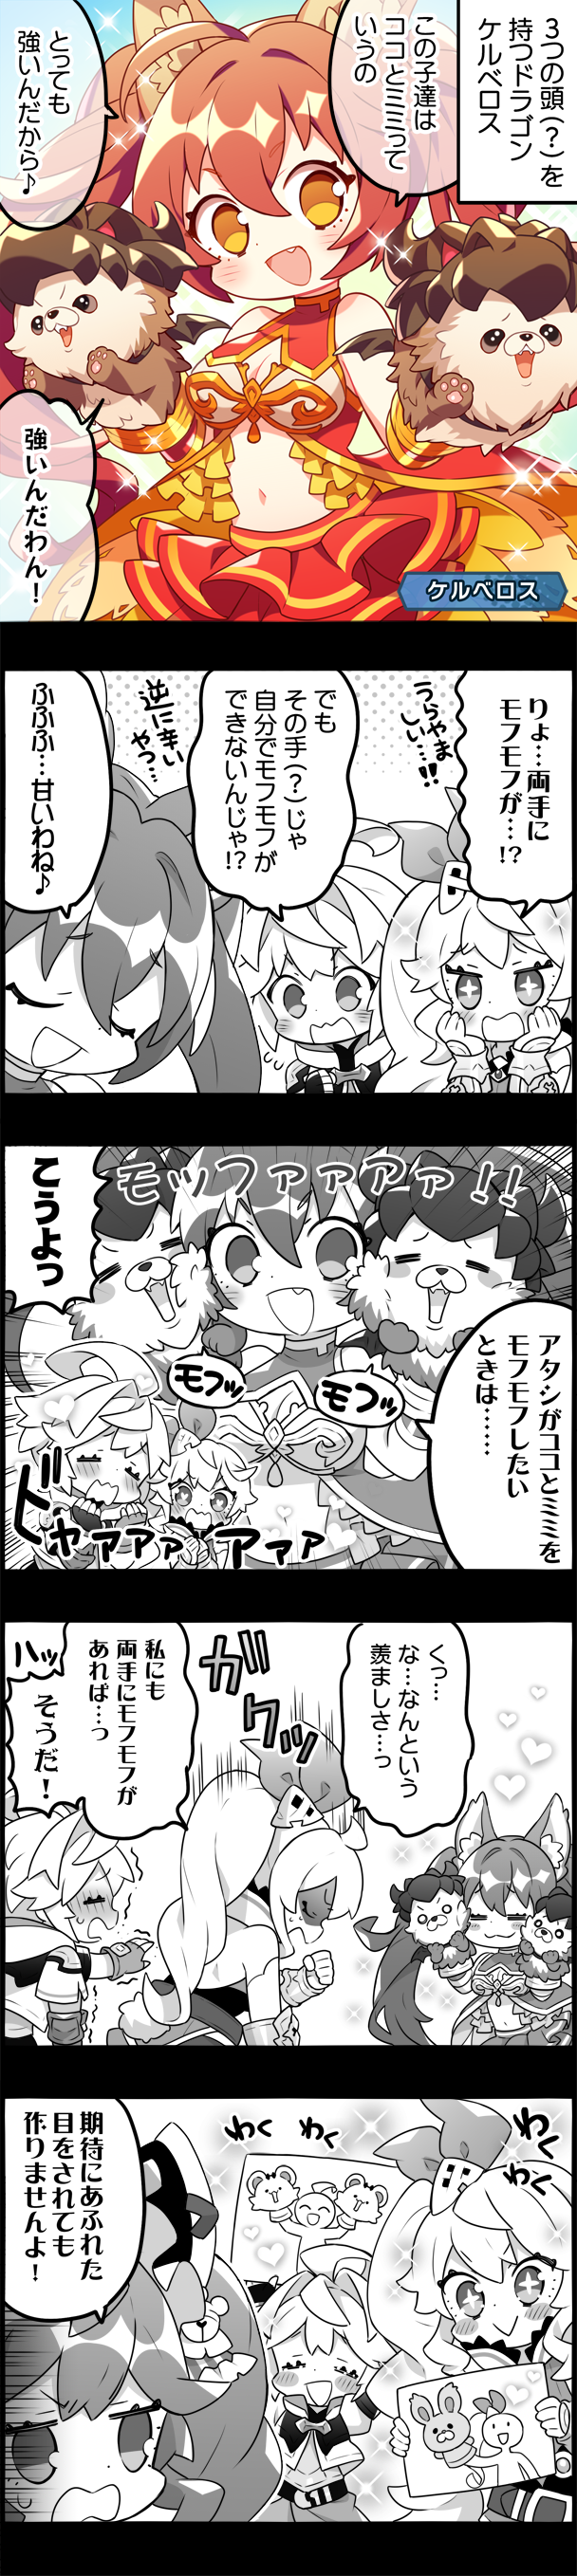 ３つの頭(？)を
持つドラゴン
ケルベロス
この子達は
ココとミミって
いうの
とっても
強いんだから♪
強いんだわん！
ケルベロス
りょ…両手に
モフモフが…!?
うらやま
しい…!!
でも
その手(？)じゃ
自分でモフモフが
できないんじゃ!?
逆に辛い
やつ…
ふふふ…甘いわね♪
アタシがココとミミを
モフモフしたい
ときは……
こうよっ
モッファァァァ!!
モフッ
モフッ
ドヤァァァァァァ
くっ…
な…なんという
羨ましさ…っ
ガクッ
私にも
両手にモフモフが
あれば…っ
ハッ
そうだ！
わくわく
わく
わく
期待にあふれた
目をされても
作りませんよ！